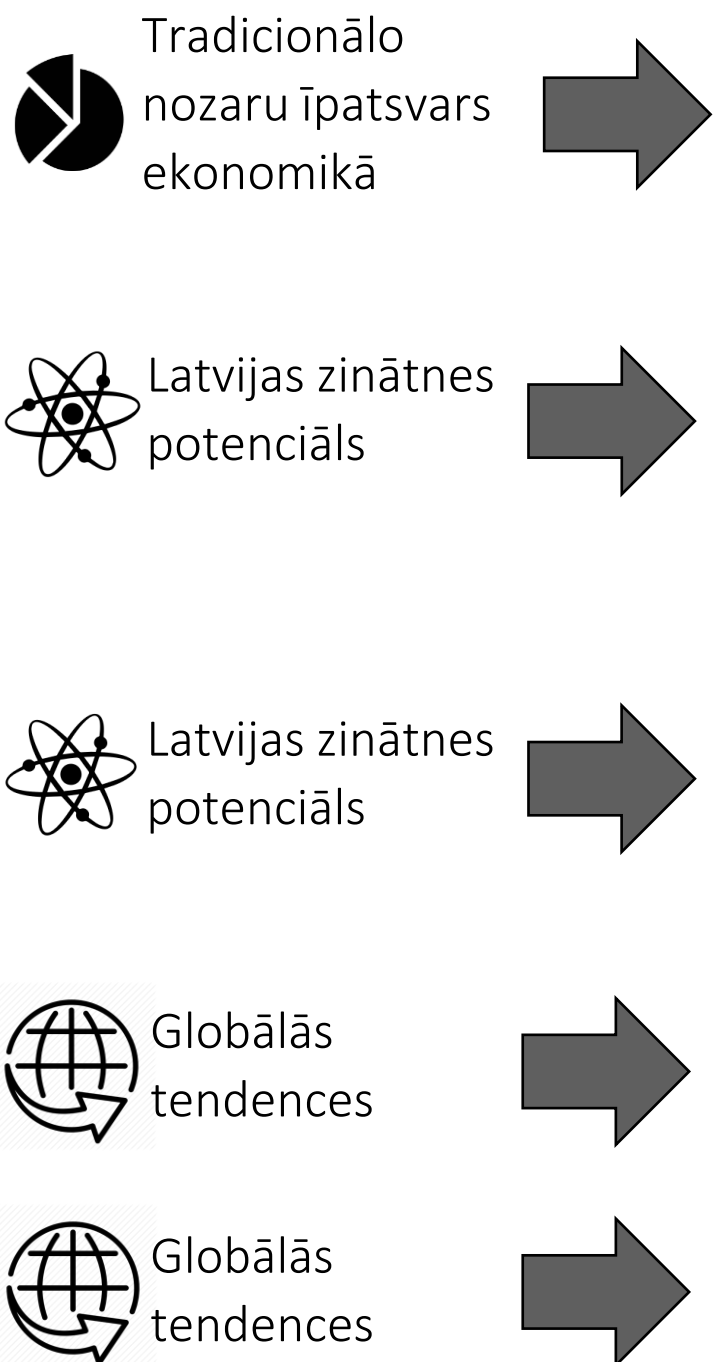 Tradicionālo
nozaru īpatsvars
ekonomikā
Latvijas zinātnes
potenciāls
Latvijas zinātnes
potenciāls
Globālās
tendences
Globālās
tendences